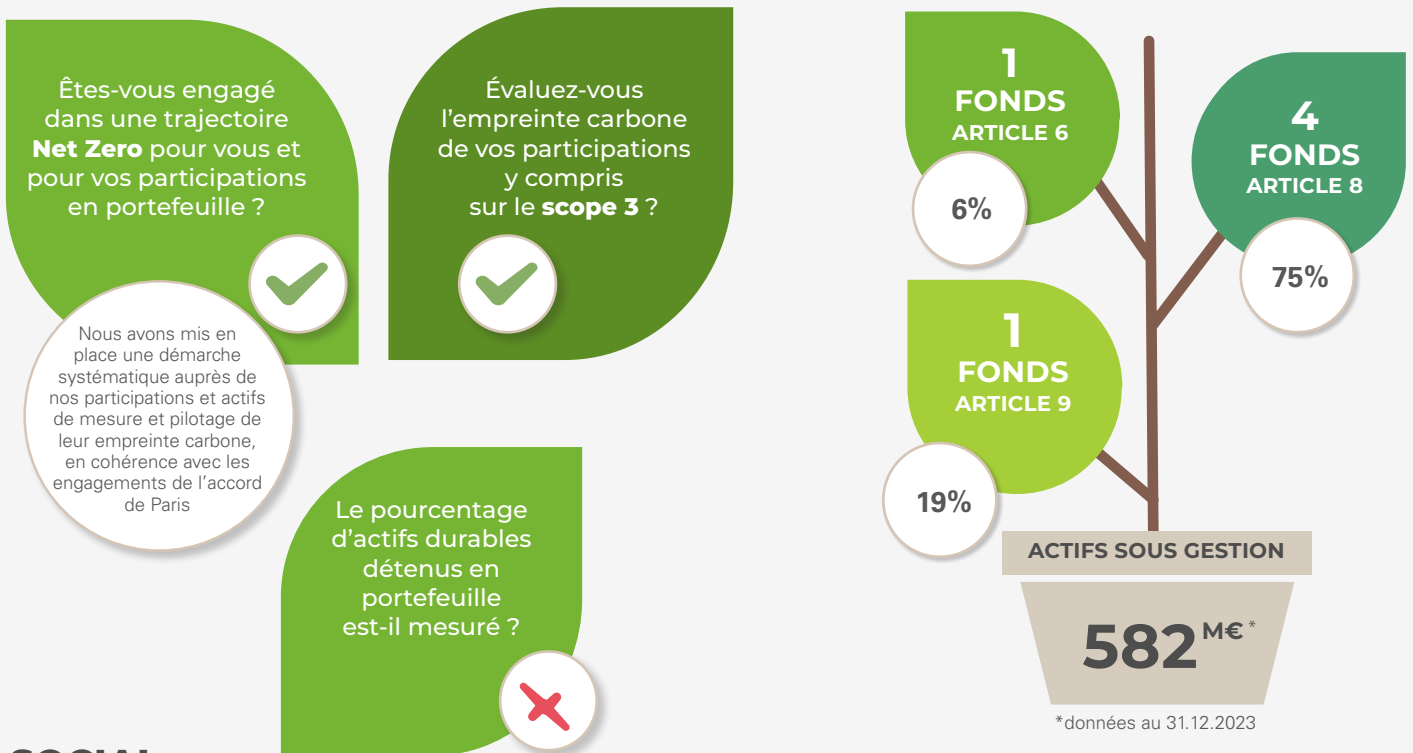 Êtes-vous engagé
dans une trajectoire
Net Zero pour vous et
pour vos participations
en portefeuille ?
Nous avons mis en
place une démarche
systématique auprès de
nos participations et actifs
de mesure et pilotage de
leur empreinte carbone,
en cohérence avec les
engagements de l'accord
de Paris
Évaluez-vous
l'empreinte carbone
de vos participations
y compris
sur le scope 3 ?
Le pourcentage
d'actifs durables
détenus en
portefeuille
est-il mesuré ?
1
FONDS
ARTICLE 6
6%
4
FONDS
ARTICLE 8
75%
1
FONDS
ARTICLE 9
19%
ACTIFS SOUS GESTION
582 M€ *
*données au 31.12.2023
SOCIAL